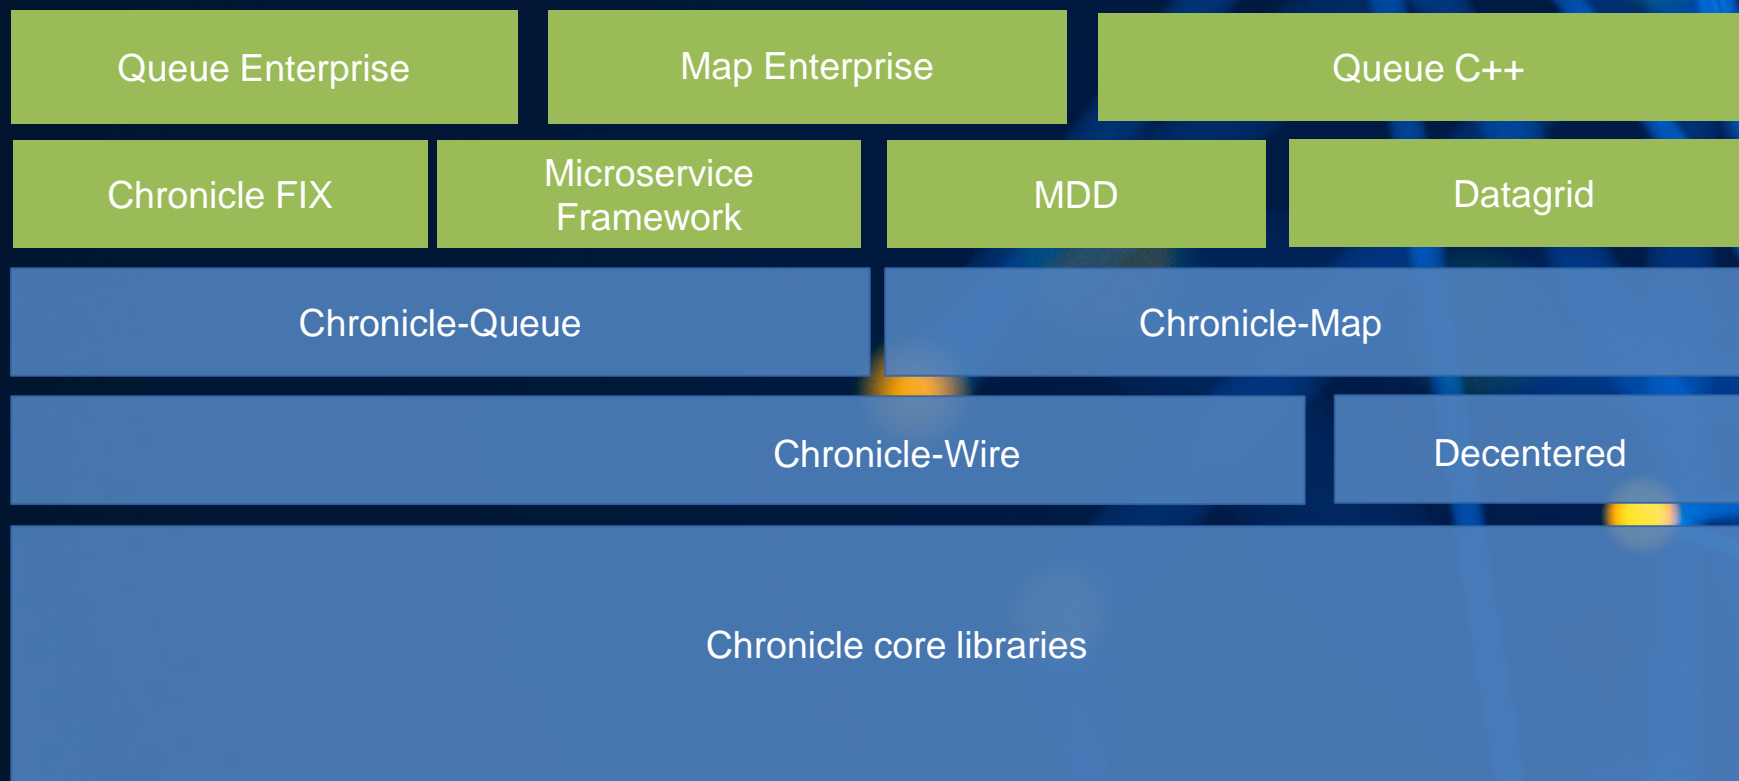 Queue Enterprise
Map Enterprise
Queue C++
Chronicle FIX
Microservice
Framework
MDD
Datagrid
Chronicle-Queue
Chronicle-Map
Chronicle-Wire
Decentered
Chronicle core libraries